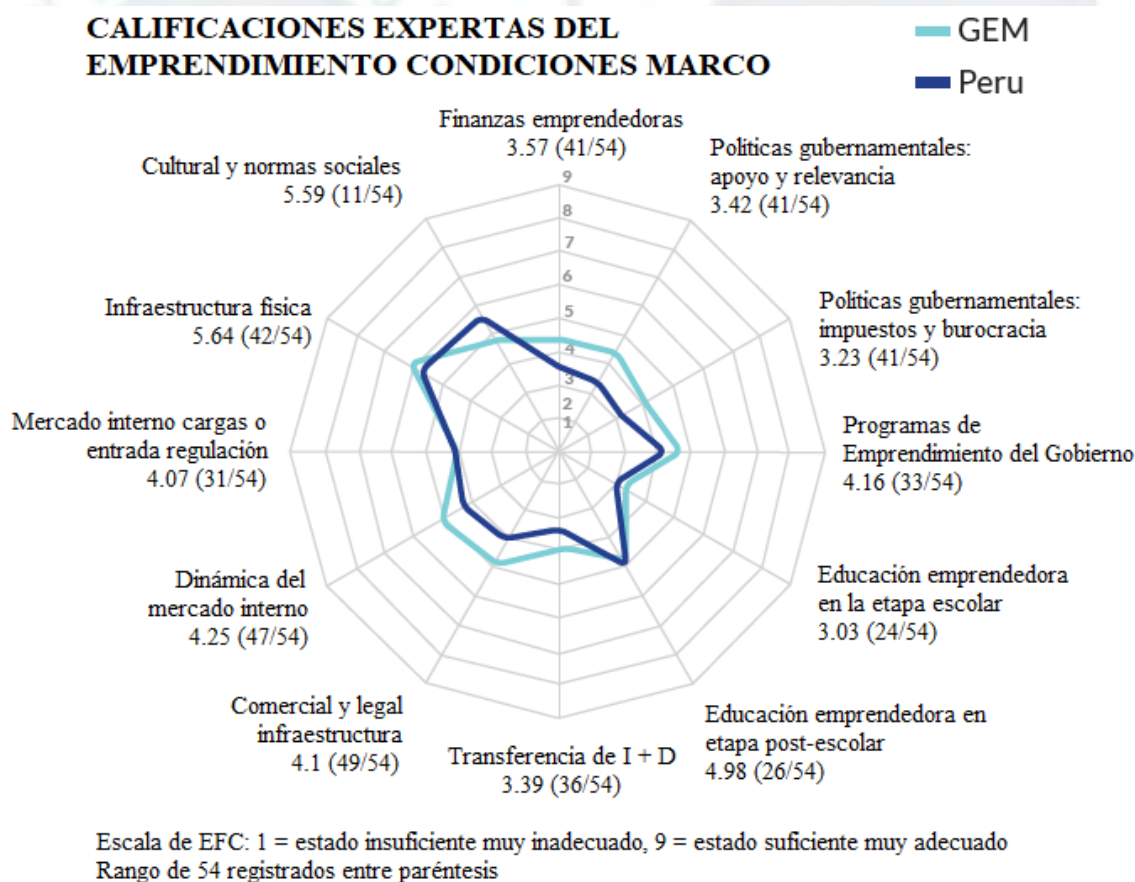 CALIFICACIONES EXPERTAS DEL
EMPRENDIMIENTO CONDICIONES MARCO
GEM
Peru
Finanzas emprendedoras
3.57 (41/54)
Políticas gubernamentales:
apoyo y relevancia
3.42 (41/54)
Políticas gubernamentales:
impuestos y burocracia
3.23 (41/54)
Programas de
Emprendimiento del Gobierno
4.16 (33/54)
Educación emprendedora
en la etapa escolar
3.03 (24/54)
Educación emprendedora en
etapa post-escolar
4.98 (26/54)
Transferencia de I + D
3.39 (36/54)
Comercial y legal
infraestructura
4.1 (49/54)
Dinámica del
mercado interno
4.25 (47/54)
Mercado interno cargas o
entrada regulación
4.07 (31/54)
Infraestructura física
5.64 (42/54)
Cultural y normas sociales
5.59 (11/54)
9
8
7
6
5
4
3
2
1
Escala de EFC: 1 = estado insuficiente muy inadecuado, 9 = estado suficiente muy adecuado
Rango de 54 registrados entre paréntesis